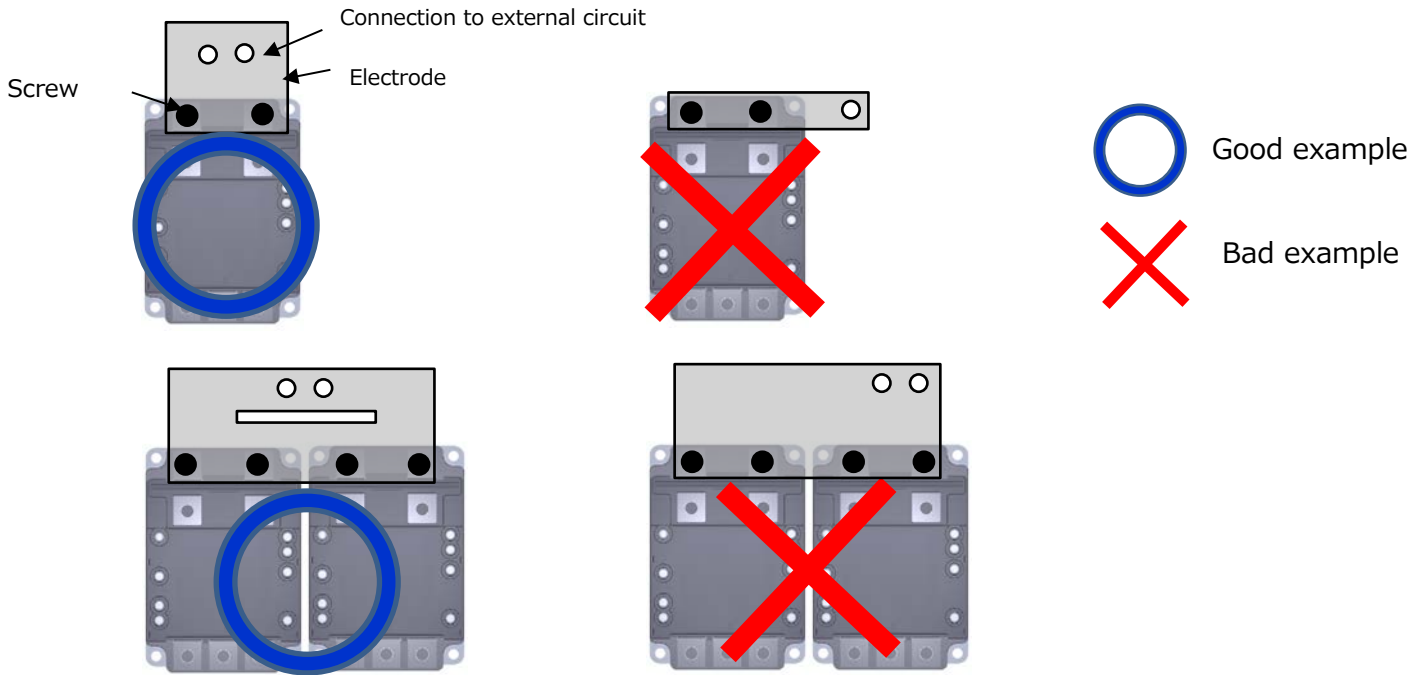 Connection to external circuit
Electrode
Screw
Good example
Bad example